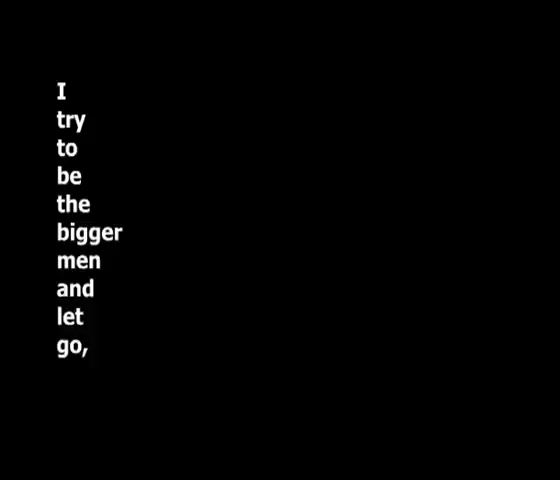 I
try
to
be
the
bigger
men
and
let
go,